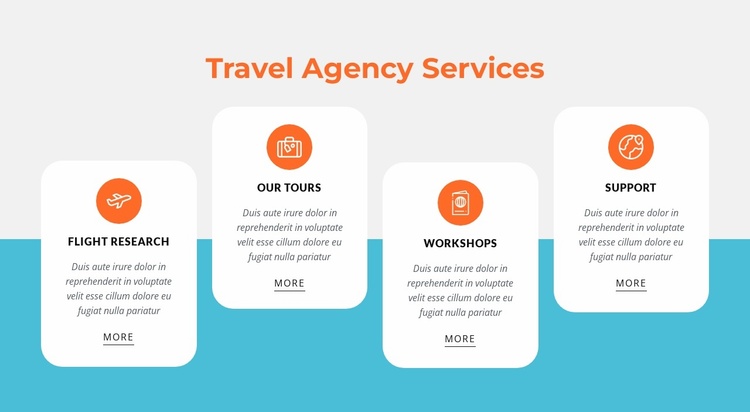 Travel Agency Services
FLIGHT RESEARCH
Duis aute irure dolor in
reprehenderit in voluptate
velit esse cillum dolore eu
fugiat nulla pariatur
MORE
OUR TOURS
Duis aute irure dolor in
reprehenderit in voluptate
velit esse cillum dolore eu
fugiat nulla pariatur
MORE
WORKSHOPS
Duis aute irure dolor in
reprehenderit in voluptate
velit esse cillum dolore eu
fugiat nulla pariatur
MORE
SUPPORT
Duis aute irure dolor in
reprehenderit in voluptate
velit esse cillum dolore eu
fugiat nulla pariatur
MORE